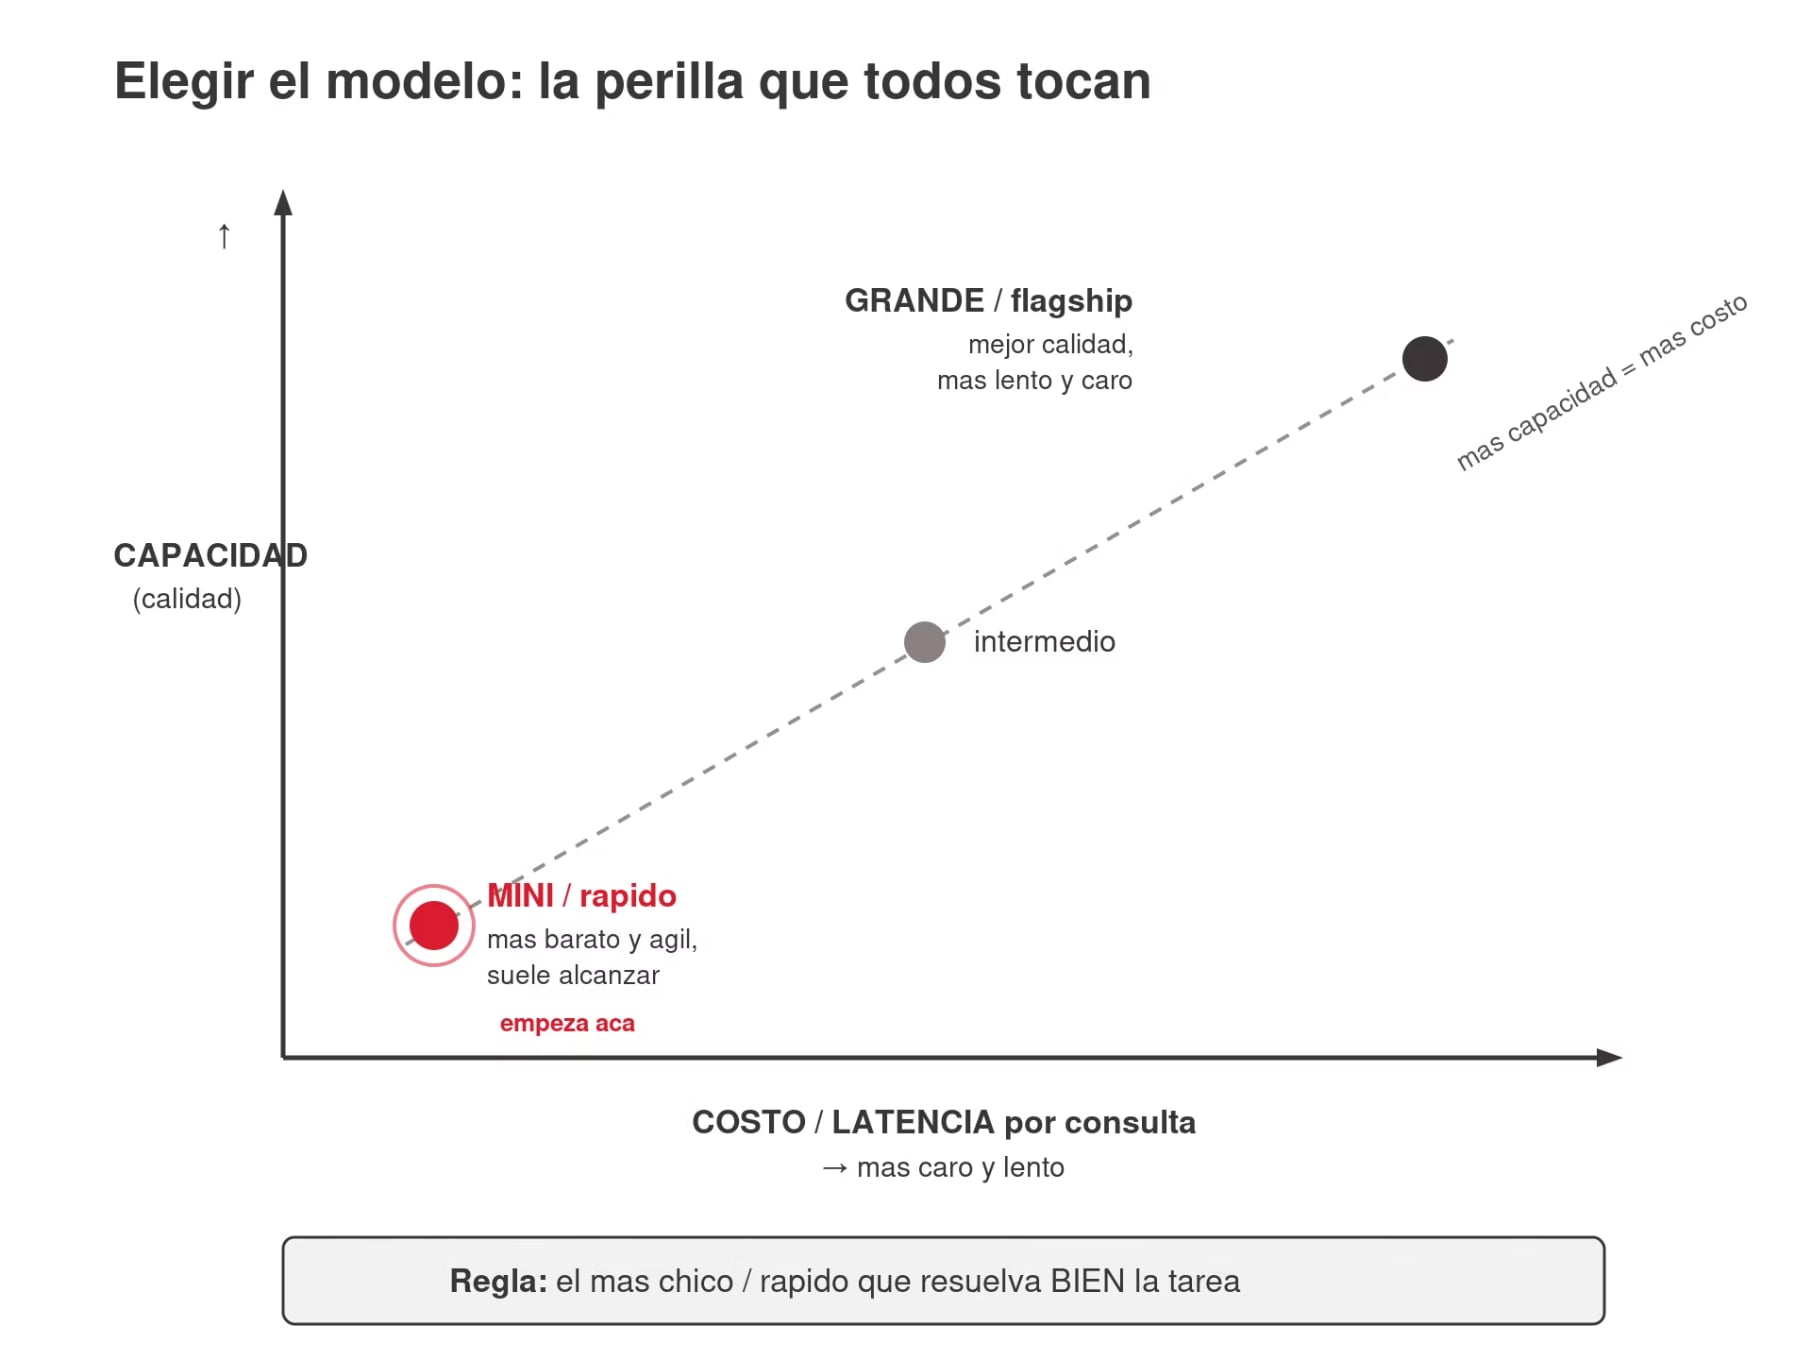 Elegir el modelo: la perilla que todos tocan
↑
GRANDE / flagship
mejor calidad,
mas lento y caro
mas capacidad = mas costo
CAPACIDAD
(calidad)
intermedio
MINI / rapido
mas barato y agil,
suele alcanzar
empeza aca
COSTO / LATENCIA por consulta
→ mas caro y lento
Regla: el mas chico / rapido que resuelva BIEN la tarea